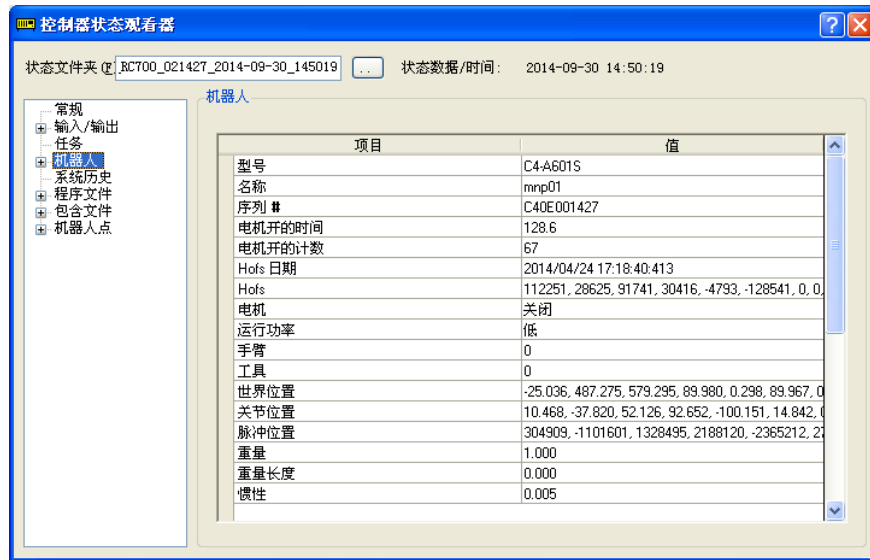 控制器状态观看器
状态文件夹(F) RC700_021427_2014-09-30_145019 .. 状态数据/时间: 2014-09-30 14:50:19
常规
输入/输出
任务
机器人
系统历史
程序文件
包含文件
机器人点
机器人
项目 值
型号 C4-A601S
名称 mnp01
序列 # C40E001427
电机开的时间 128.6
电机开的计数 67
Hofs 日期 2014/04/24 17:18:40:413
Hofs 112251, 28625, 91741, 30416, -4793, -128541, 0, 0,
电机 关闭
运行功率 低
手臂 0
工具 0
世界位置 -25.036, 487.275, 579.295, 89.980, 0.298, 89.967, 0
关节位置 10.468, -37.820, 52.126, 92.652, -100.151, 14.842,
脉冲位置 304909, -1101601, 1328495, 2188120, -2365212,
重量 1.000
重量长度 0.000
惯性 0.005